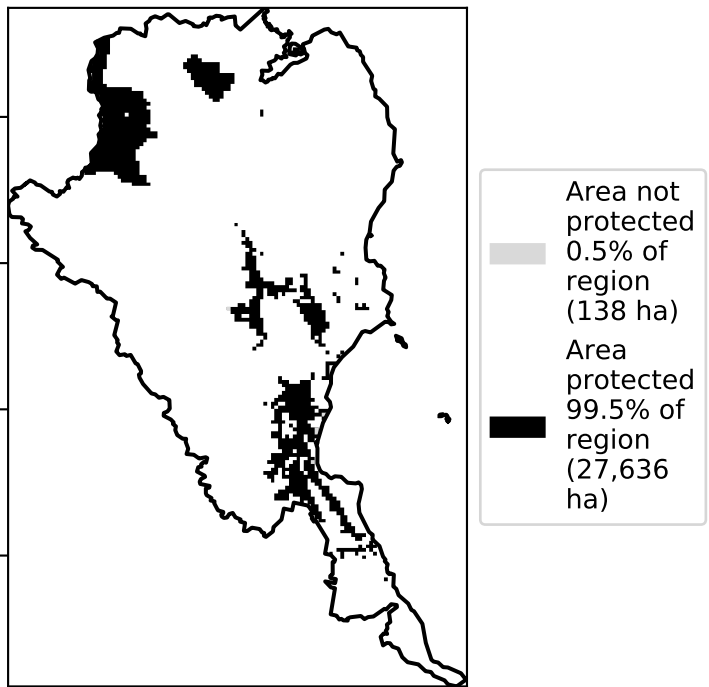 Area not
protected
0.5% of
region
(138 ha)
Area
protected
99.5% of
region
(27,636
ha)